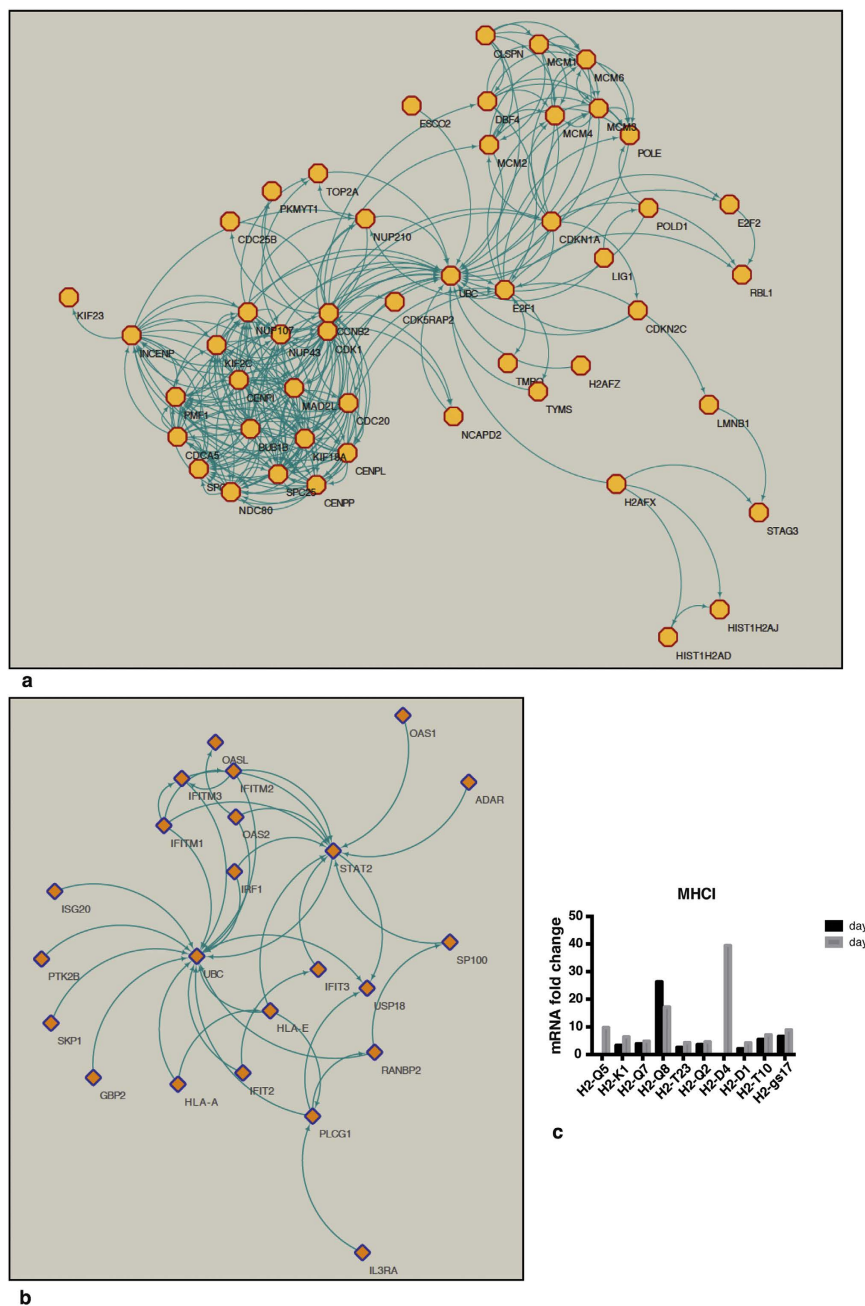 CLSPN
MCM1
MCM6
ESCO2
DBF4
MCM4
MCM3
POLE
MCM2
TOP2A
PKMYT1
CDC25B
NUP210
CDKN1A
POLD1
E2F2
LIG1
RBL1
UBC
E2F1
CDK5RAP2
CDKN2C
KIF23
INCENP
NUP107
CCNB2
NUP43
CDK1
KIF2C
CENPI
MAD2L
CDC20
PMF1
TYMS
H2AFZ
LMNB1
NCAPD2
BUB1B
KIF18A
CDCA5
CENPL
SPC25
CENPP
NDC80
H2AFX
STAG3
HIST1H2AJ
HIST1H2AD
a
OAS1
OASL
IFITM2
IFITM3
ADAR
OAS2
IFITM1
STAT2
IRF1
ISG20
SP100
UBC
PTK2B
IFIT3
USP18
SKP1
HLA-E
RANBP2
GBP2
HLA-A
IFIT2
PLCG1
IL3RA
b
MHCI
mRNA fold change
50
40
30
20
10
0
H2-Q5
H2-K1
H2-Q7
H2-Q8
H2-T23
H2-Q2
H2-D4
H2-D1
H2-T10
H2-gs17
day
day
c